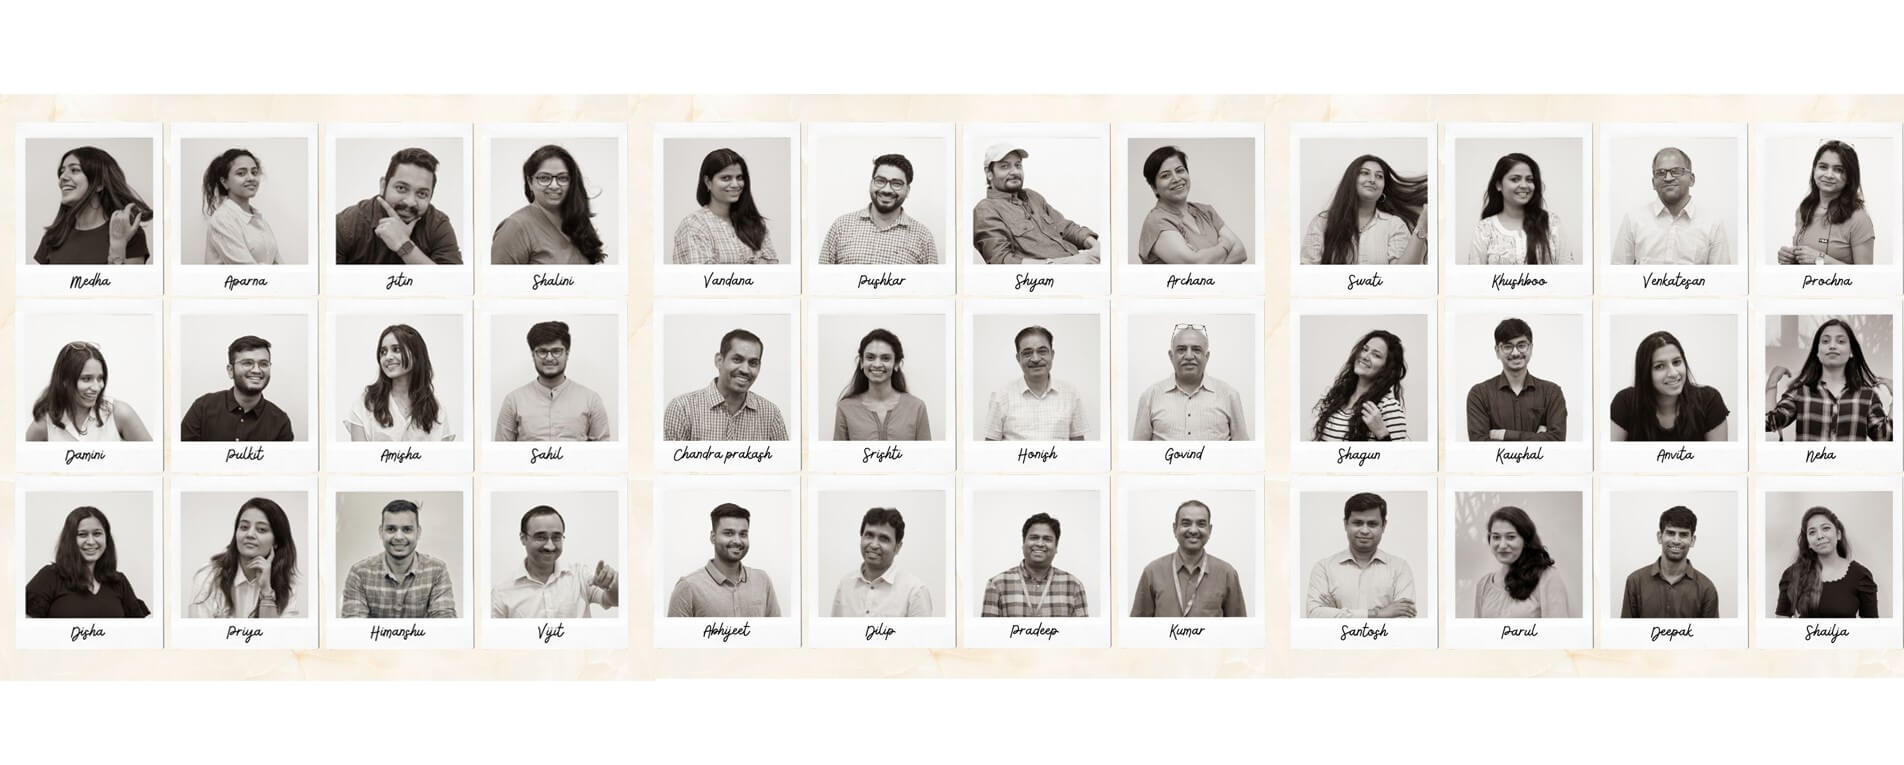 Medha
Aparna
Jitin
Shalini
Vandana
Pushkar
Shyam
Archana
Swati
Khushboo
Venkatesan
Prochna
Damini
Pulkit
Amisha
Sahil
Chandra prakash
Srishti
Honish
Govind
Shagun
Kaushal
Anvita
Neha
Disha
Priya
Himanshu
Vijit
Abhijeet
Dilip
Pradeep
Kumar
Santosh
Parul
Deepak
Shailja